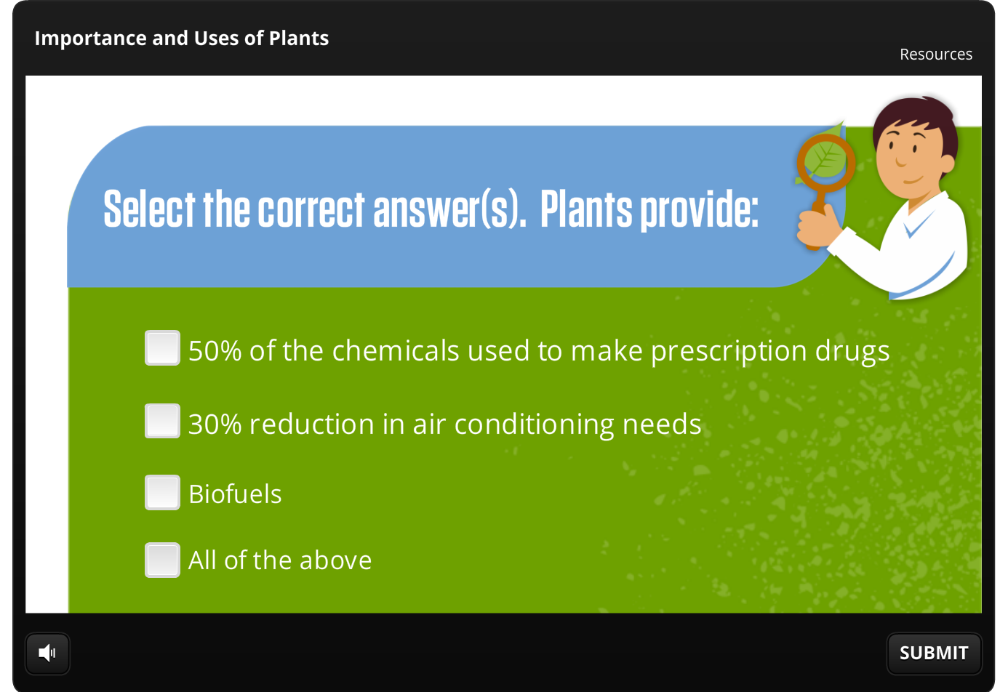 Importance and Uses of Plants
Resources
Select the correct answer(s). Plants provide:
50% of the chemicals used to make prescription drugs
30% reduction in air conditioning needs
Biofuels
All of the above
SUBMIT